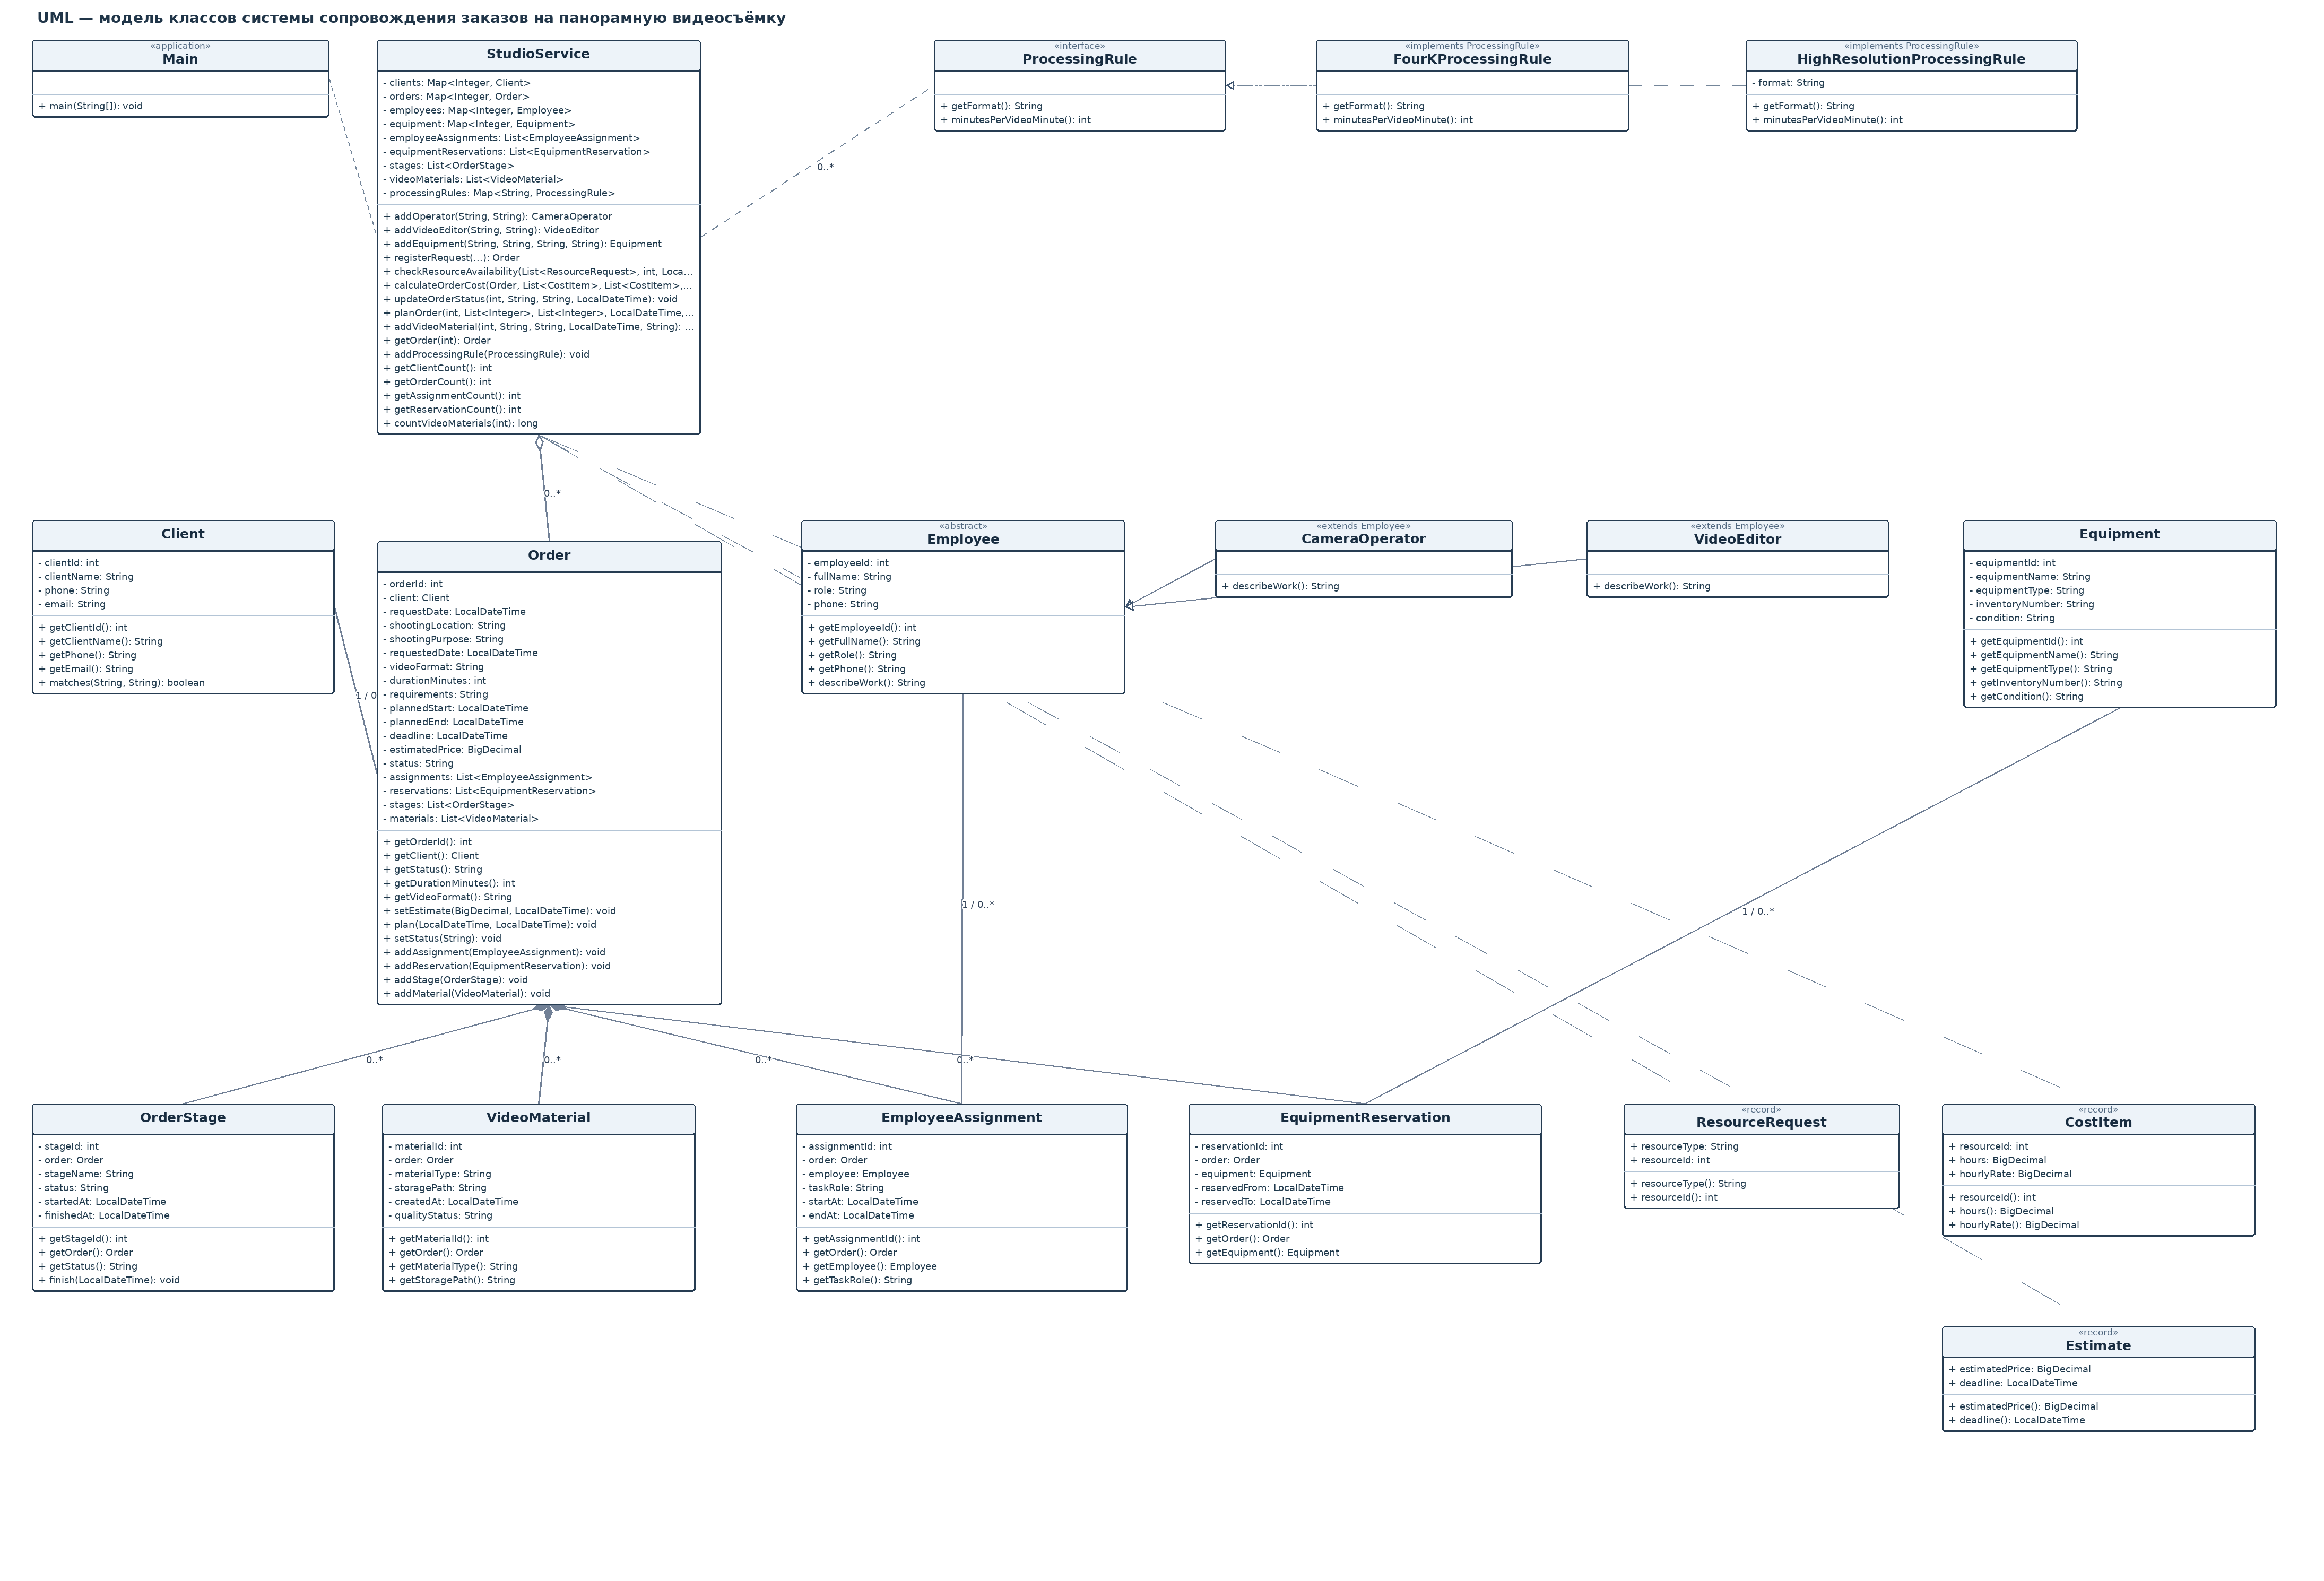 UML — модель классов системы сопровождения заказов на панорамную видеосъёмку
«application»
Main
+ main(String[]): void
StudioService
- clients: Map<Integer, Client>
- orders: Map<Integer, Order>
- employees: Map<Integer, Employee>
- equipment: Map<Integer, Equipment>
- employeeAssignments: List<EmployeeAssignment>
- equipmentReservations: List<EquipmentReservation>
- stages: List<OrderStage>
- videoMaterials: List<VideoMaterial>
- processingRules: Map<String, ProcessingRule>
+ addOperator(String, String): CameraOperator
+ addVideoEditor(String, String): VideoEditor
+ addEquipment(String, String, String, String): Equipment
+ registerRequest(...): Order
+ checkResourceAvailability(List<ResourceRequest>, int, Loca...
+ calculateOrderCost(Order, List<CostItem>, List<CostItem>,...
+ updateOrderStatus(int, String, String, LocalDateTime): void
+ planOrder(int, List<Integer>, List<Integer>, LocalDateTime,...
+ addVideoMaterial(int, String, String, LocalDateTime, String): ...
+ getOrder(int): Order
+ addProcessingRule(ProcessingRule): void
+ getClientCount(): int
+ getOrderCount(): int
+ getAssignmentCount(): int
+ getReservationCount(): int
+ countVideoMaterials(int): long
«interface»
ProcessingRule
+ getFormat(): String
+ minutesPerVideoMinute(): int
«implements ProcessingRule»
FourKProcessingRule
+ getFormat(): String
+ minutesPerVideoMinute(): int
«implements ProcessingRule»
HighResolutionProcessingRule
- format: String
+ getFormat(): String
+ minutesPerVideoMinute(): int
0..*
0..*
Client
- clientId: int
- clientName: String
- phone: String
- email: String
+ getClientId(): int
+ getClientName(): String
+ getPhone(): String
+ getEmail(): String
+ matches(String, String): boolean
1 / 0
Order
- orderId: int
- client: Client
- requestDate: LocalDateTime
- shootingLocation: String
- shootingPurpose: String
- requestedDate: LocalDateTime
- videoFormat: String
- durationMinutes: int
- requirements: String
- plannedStart: LocalDateTime
- plannedEnd: LocalDateTime
- deadline: LocalDateTime
- estimatedPrice: BigDecimal
- status: String
- assignments: List<EmployeeAssignment>
- reservations: List<EquipmentReservation>
- stages: List<OrderStage>
- materials: List<VideoMaterial>
+ getOrderId(): int
+ getClient(): Client
+ getStatus(): String
+ getDurationMinutes(): int
+ getVideoFormat(): String
+ setEstimate(BigDecimal, LocalDateTime): void
+ plan(LocalDateTime, LocalDateTime): void
+ setStatus(String): void
+ addAssignment(EmployeeAssignment): void
+ addReservation(EquipmentReservation): void
+ addStage(OrderStage): void
+ addMaterial(VideoMaterial): void
«abstract»
Employee
- employeeId: int
- fullName: String
- role: String
- phone: String
+ getEmployeeId(): int
+ getFullName(): String
+ getRole(): String
+ getPhone(): String
+ describeWork(): String
«extends Employee»
CameraOperator
+ describeWork(): String
«extends Employee»
VideoEditor
+ describeWork(): String
Equipment
- equipmentId: int
- equipmentName: String
- equipmentType: String
- inventoryNumber: String
- condition: String
+ getEquipmentId(): int
+ getEquipmentName(): String
+ getEquipmentType(): String
+ getInventoryNumber(): String
+ getCondition(): String
1 / 0..*
1 / 0..*
0..*
0..*
0..*
0..*
OrderStage
- stageId: int
- order: Order
- stageName: String
- status: String
- startedAt: LocalDateTime
- finishedAt: LocalDateTime
+ getStageId(): int
+ getOrder(): Order
+ getStatus(): String
+ finish(LocalDateTime): void
VideoMaterial
- materialId: int
- order: Order
- materialType: String
- storagePath: String
- createdAt: LocalDateTime
- qualityStatus: String
+ getMaterialId(): int
+ getOrder(): Order
+ getMaterialType(): String
+ getStoragePath(): String
EmployeeAssignment
- assignmentId: int
- order: Order
- employee: Employee
- taskRole: String
- startAt: LocalDateTime
- endAt: LocalDateTime
+ getAssignmentId(): int
+ getOrder(): Order
+ getEmployee(): Employee
+ getTaskRole(): String
EquipmentReservation
- reservationId: int
- order: Order
- equipment: Equipment
- reservedFrom: LocalDateTime
- reservedTo: LocalDateTime
+ getReservationId(): int
+ getOrder(): Order
+ getEquipment(): Equipment
«record»
ResourceRequest
+ resourceType: String
+ resourceId: int
+ resourceType(): String
+ resourceId(): int
«record»
CostItem
+ resourceId: int
+ hours: BigDecimal
+ hourlyRate: BigDecimal
+ resourceId(): int
+ hours(): BigDecimal
+ hourlyRate(): BigDecimal
«record»
Estimate
+ estimatedPrice: BigDecimal
+ deadline: LocalDateTime
+ estimatedPrice(): BigDecimal
+ deadline(): LocalDateTime